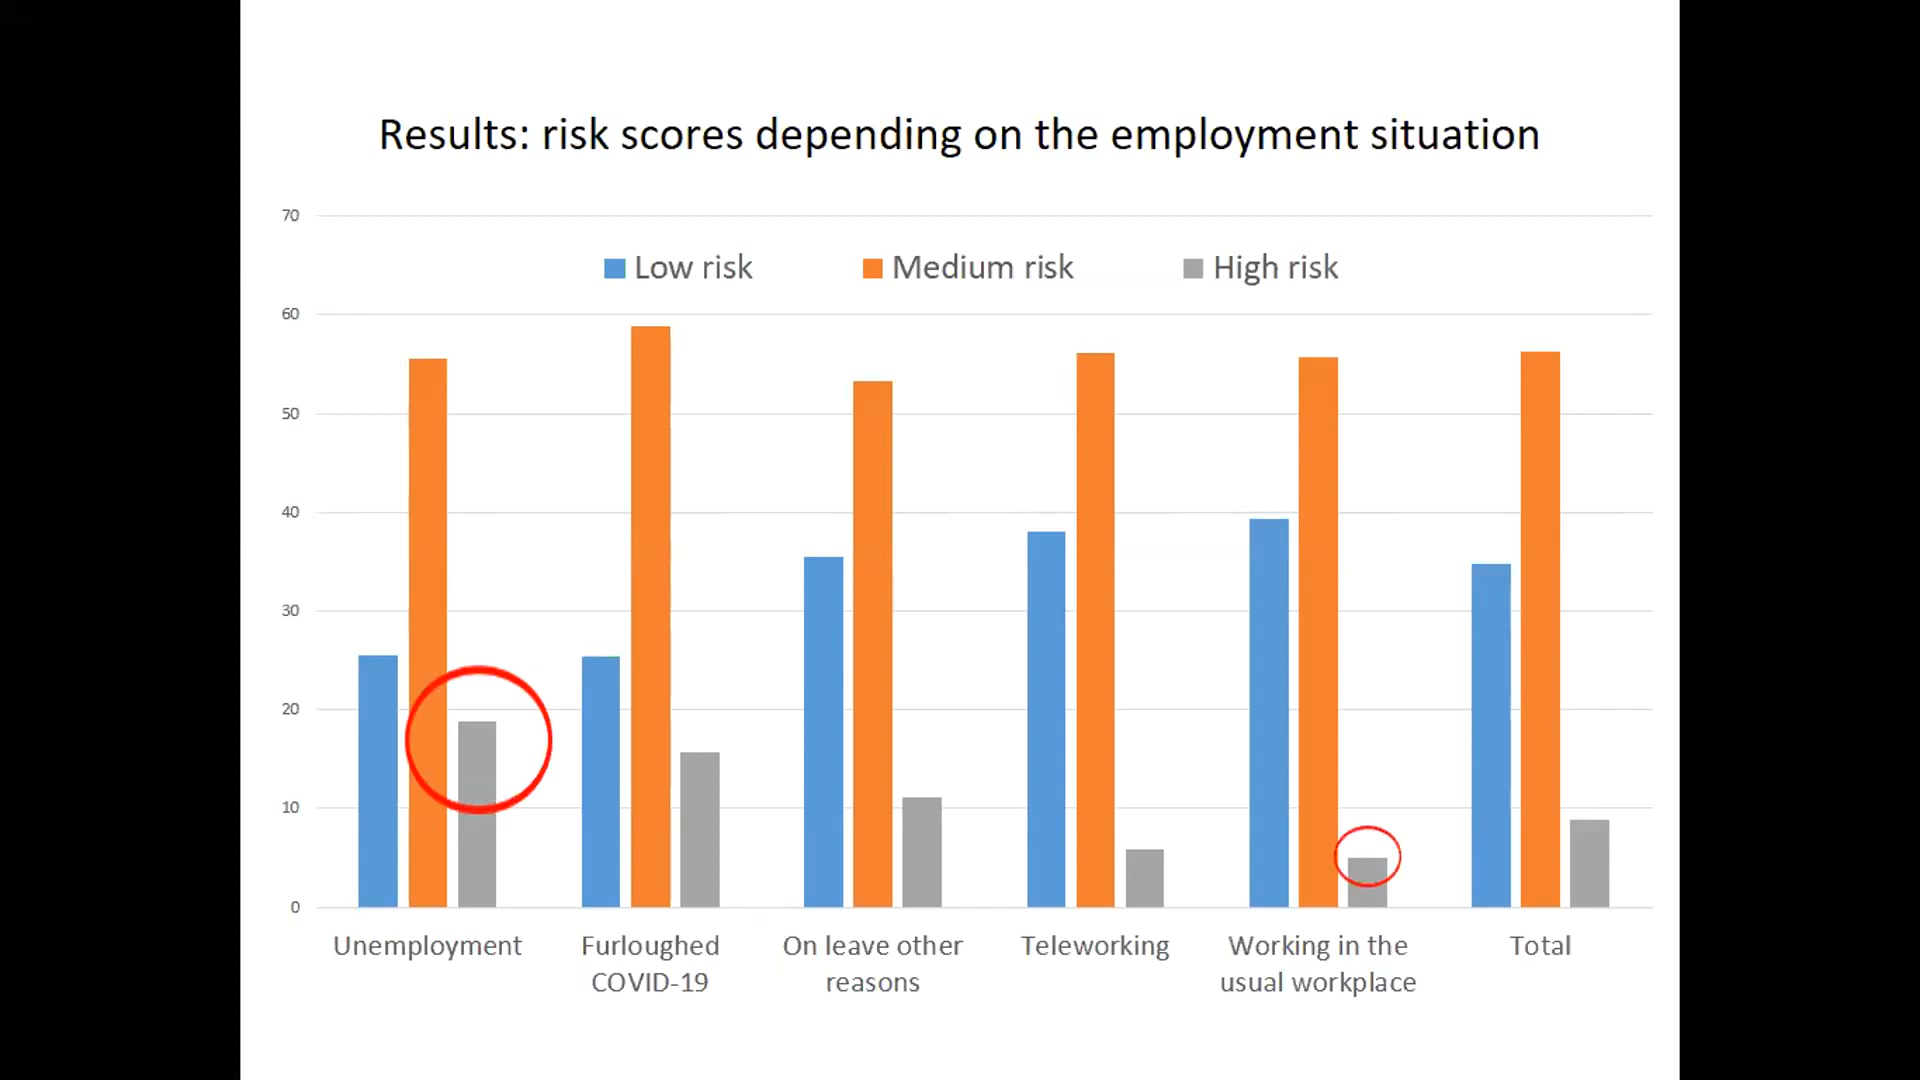 Results: risk scores depending on the employment situation
70
Low risk Medium risk High risk
60
50
40
30
20
10
0
Unemployment Furloughed On leave other Teleworking Working in the Total
COVID-19 reasons usual workplace